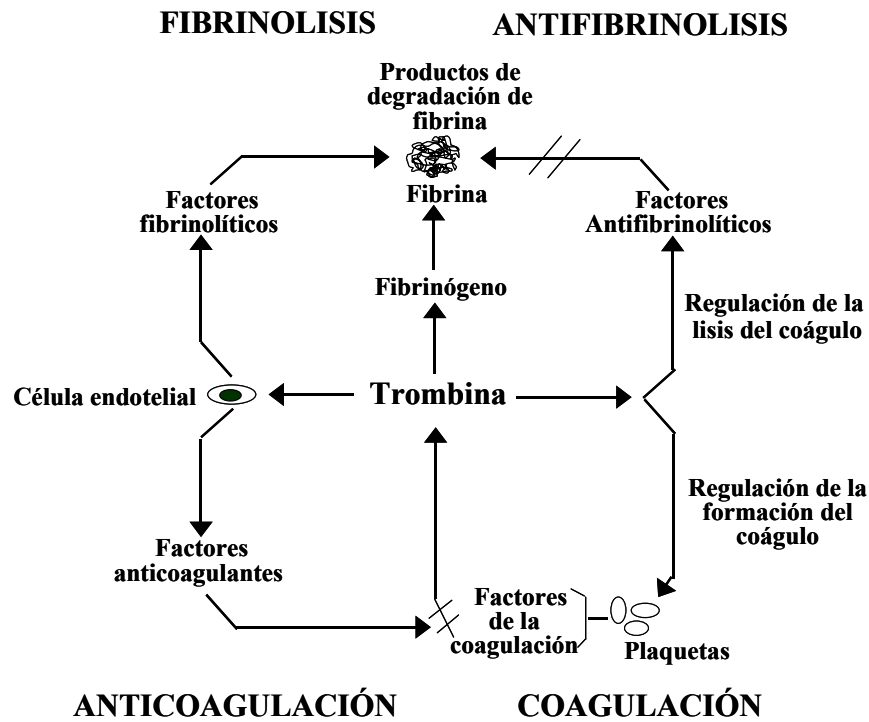 FIBRINOLISIS
ANTIFIBRINOLISIS
Productos de
degradación de
fibrina
Factores
fibrinolíticos
Fibrina
Factores
Antifibrinolíticos
Fibrinógeno
Regulación de la
lisis del coágulo
Célula endotelial
Trombina
Regulación de la
formación del
coágulo
Factores
anticoagulantes
Factores
de la
coagulación
Plaquetas
ANTICOAGULACIÓN
COAGULACIÓN